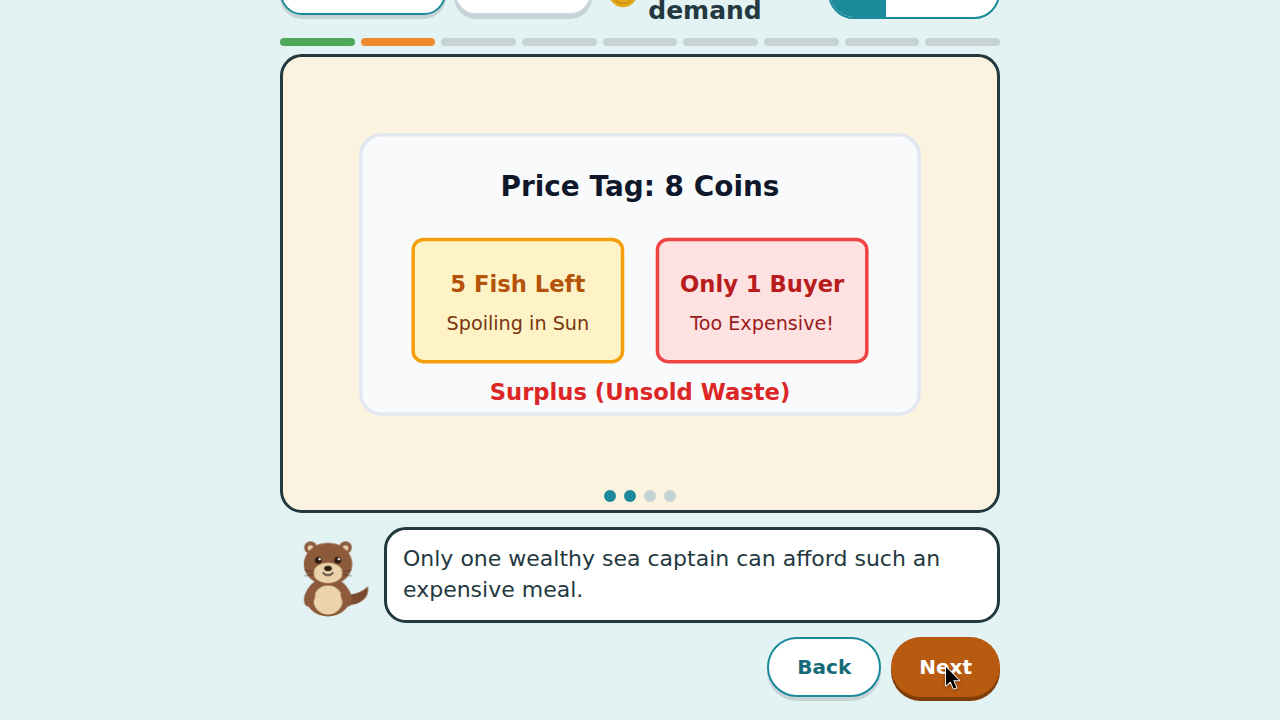 demand
Price Tag: 8 Coins
5 Fish Left
Spoiling in Sun
Only 1 Buyer
Too Expensive!
Surplus (Unsold Waste)
Only one wealthy sea captain can afford such an
expensive meal.
Back
Next